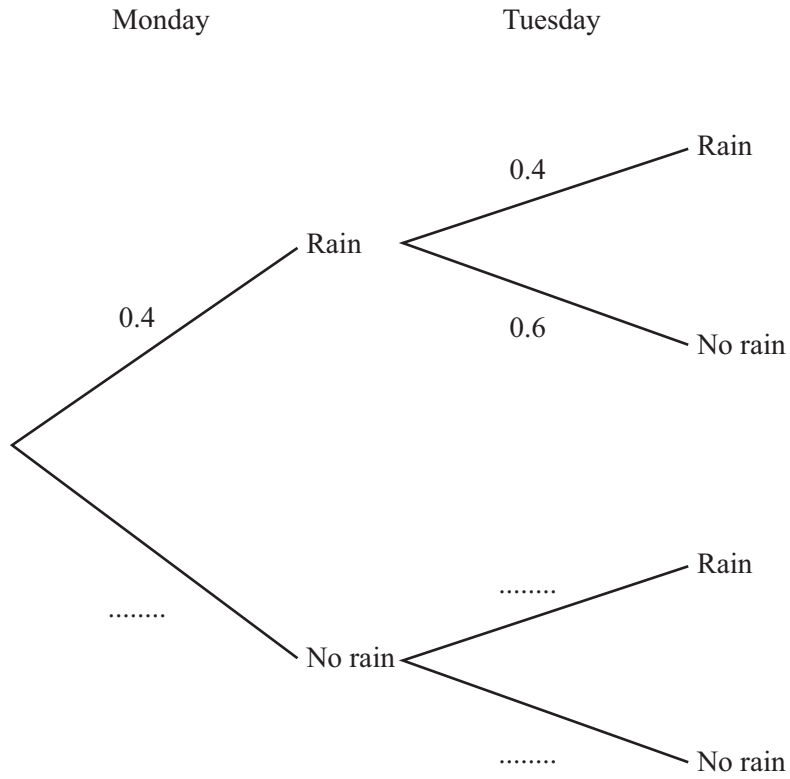 Monday Tuesday
Rain
0.4
Rain
0.4
0.6
No rain
Rain
........
........
No rain
........
No rain